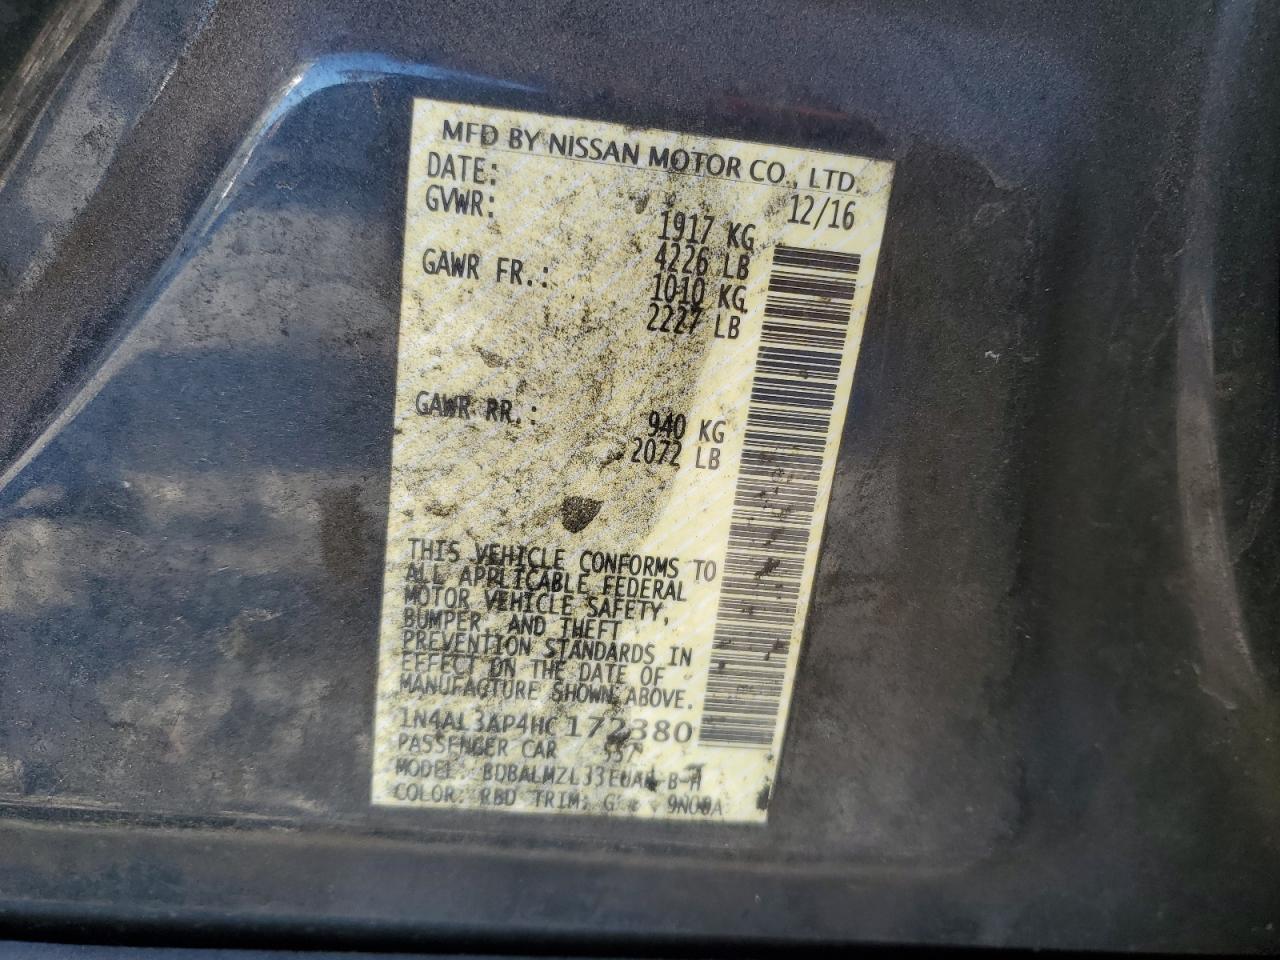 MFD BY NISSAN MOTOR CO., LTD.
DATE: 12/16
GVWR: 1917 KG
4226 LB
GAWR FR.: 1010 KG
2227 LB
GAWR RR.: 940 KG
2072 LB
THIS VEHICLE CONFORMS TO
ALL APPLICABLE FEDERAL
MOTOR VEHICLE SAFETY,
BUMPER, AND THEFT
PREVENTION STANDARDS IN
EFFECT ON THE DATE OF
MANUFACTURE SHOWN ABOVE.
1N4AL3AP4HC172380
PASSENGER CAR
MODEL:
COLOR: RBD TRIM: G